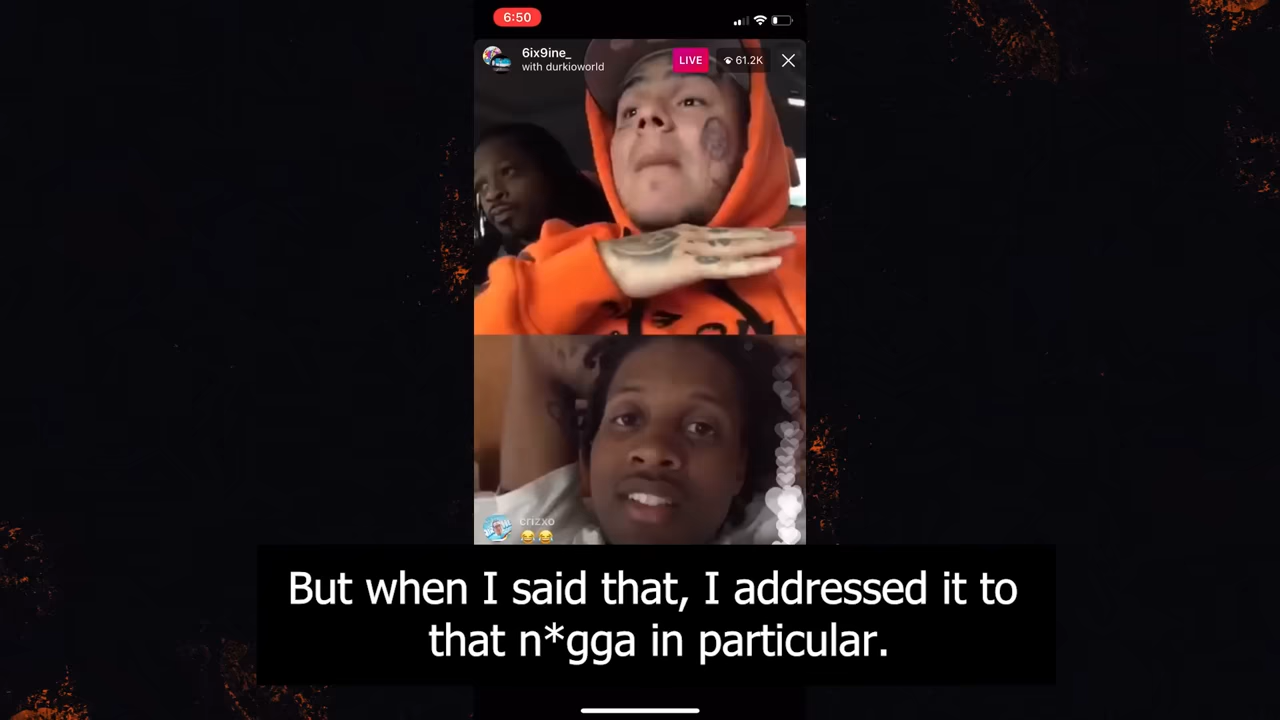 6:50
6ix9ine_
LIVE
61.2K
with durkioworld
crizxo
😂😂
But when I said that, I addressed it to
that n*gga in particular.